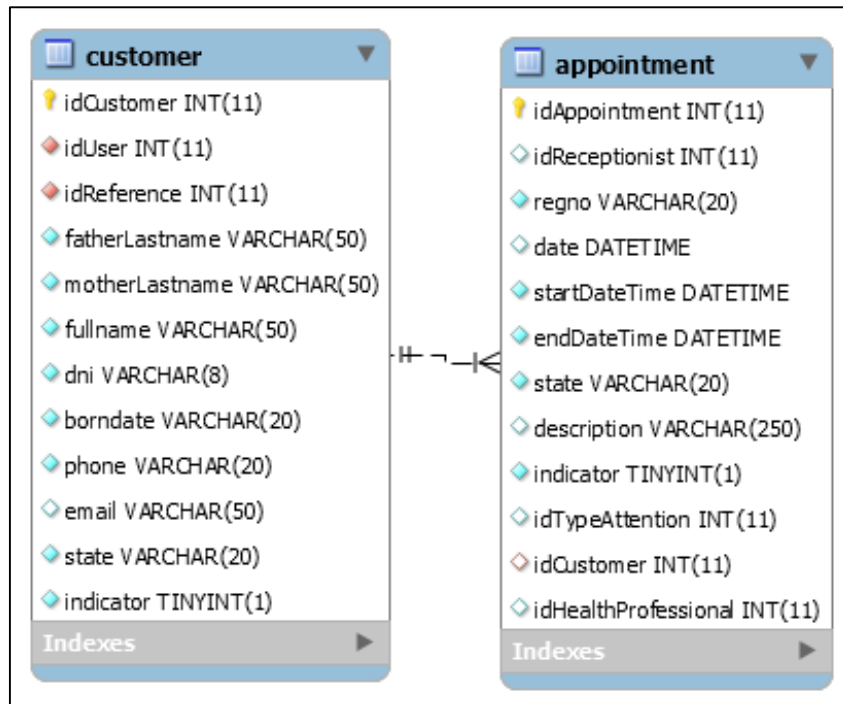 customer
idCustomer INT(11)
idUser INT(11)
idReference INT(11)
fatherLastname VARCHAR(50)
motherLastname VARCHAR(50)
fullname VARCHAR(50)
dni VARCHAR(8)
borndate VARCHAR(20)
phone VARCHAR(20)
email VARCHAR(50)
state VARCHAR(20)
indicator TINYINT(1)
Indexes
appointment
idAppointment INT(11)
idReceptionist INT(11)
regno VARCHAR(20)
date DATETIME
startDateTime DATETIME
endDateTime DATETIME
state VARCHAR(20)
description VARCHAR(250)
indicator TINYINT(1)
idTypeAttention INT(11)
idCustomer INT(11)
idHealthProfessional INT(11)
Indexes